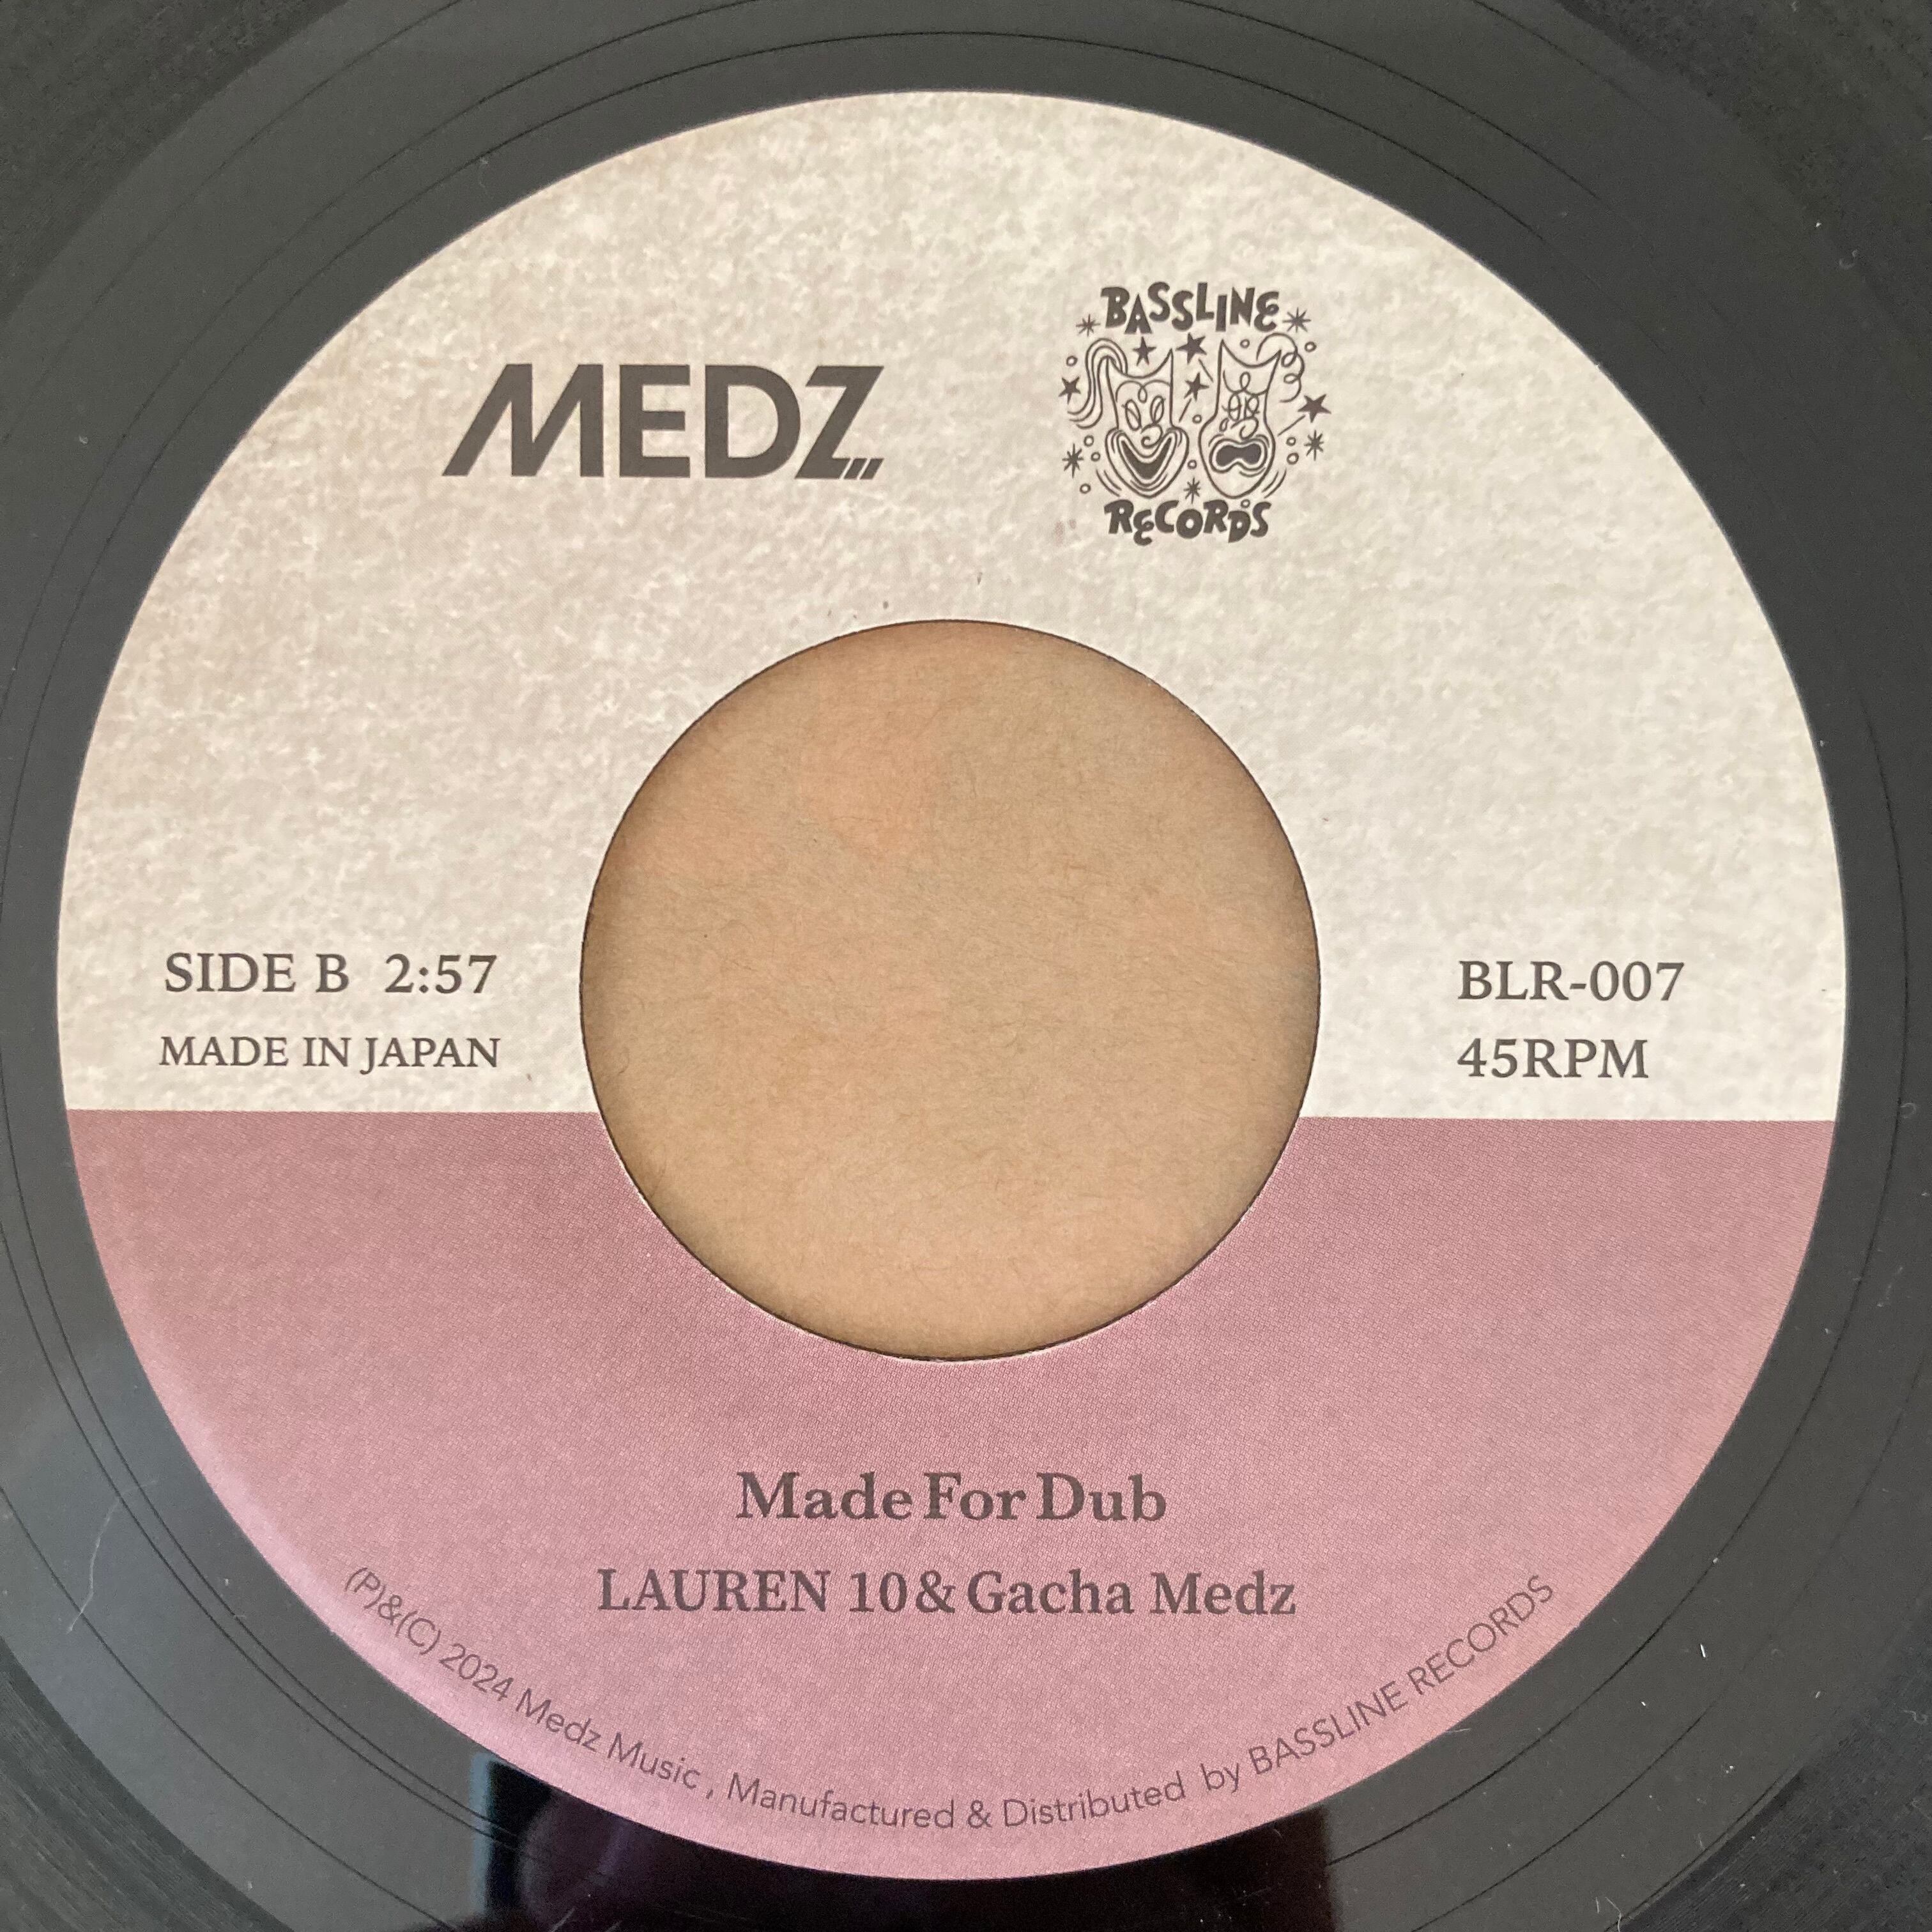 BASSLINE
MEDZ
RECORDS
SIDE B 2:57
MADE IN JAPAN
BLR-007
45RPM
Made For Dub
LAUREN 10 & Gacha Medz
(P)&(C) 2024 Medz Music , Manufactured & Distributed by BASSLINE RECORDS